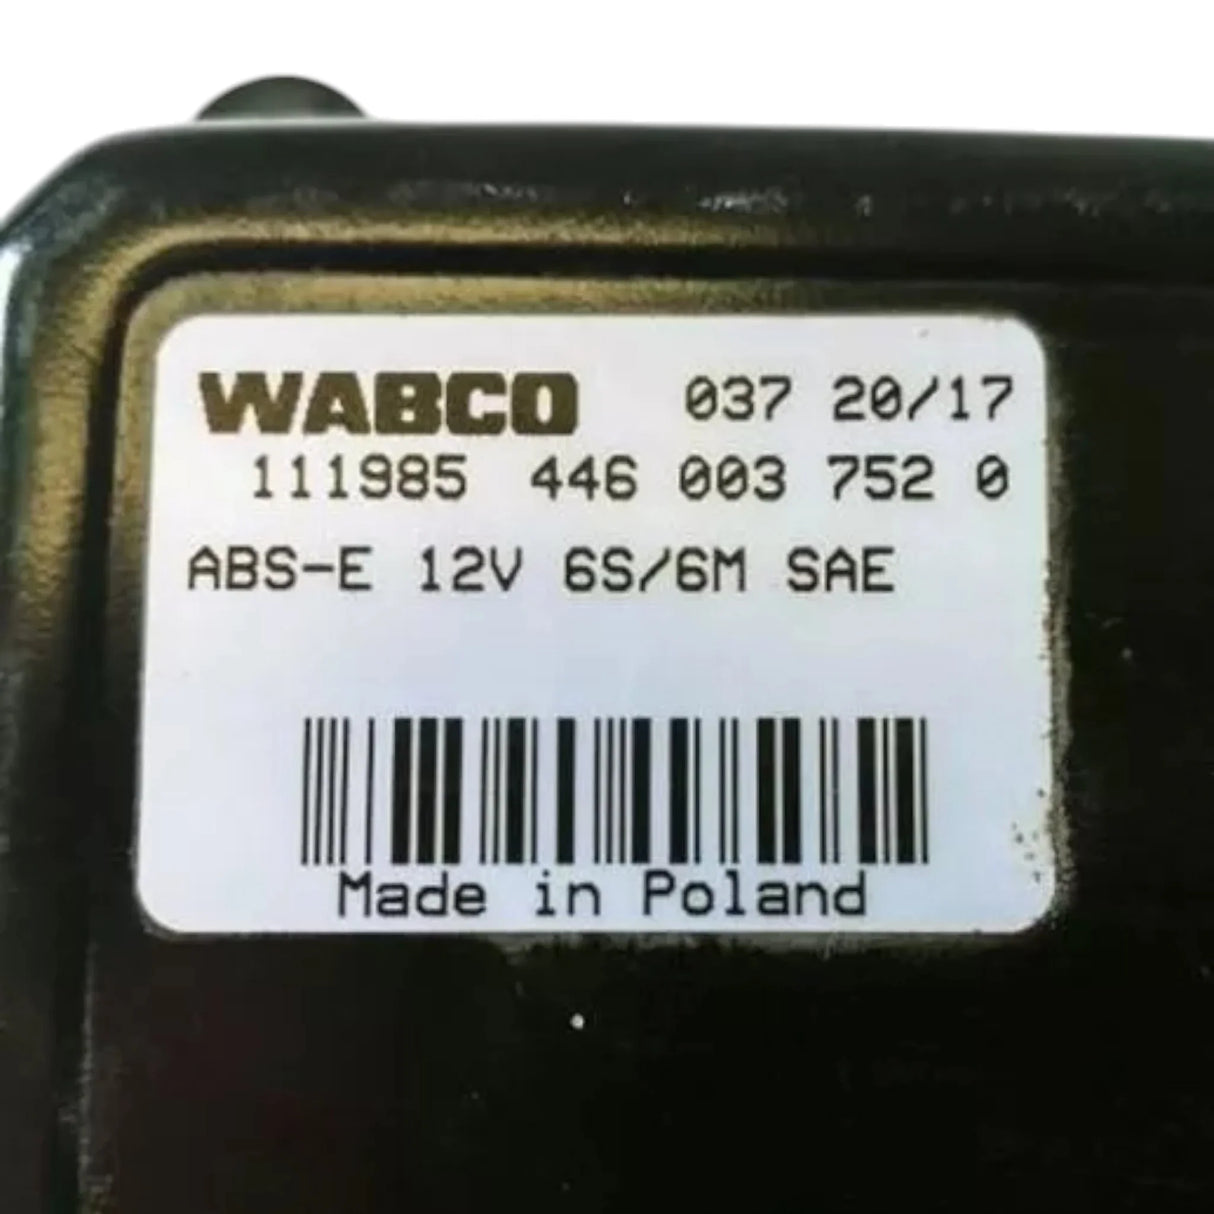 WABCO 037 20/17
111985 446 003 752 0
ABS-E 12V 6S/6M SAE
Made in Poland